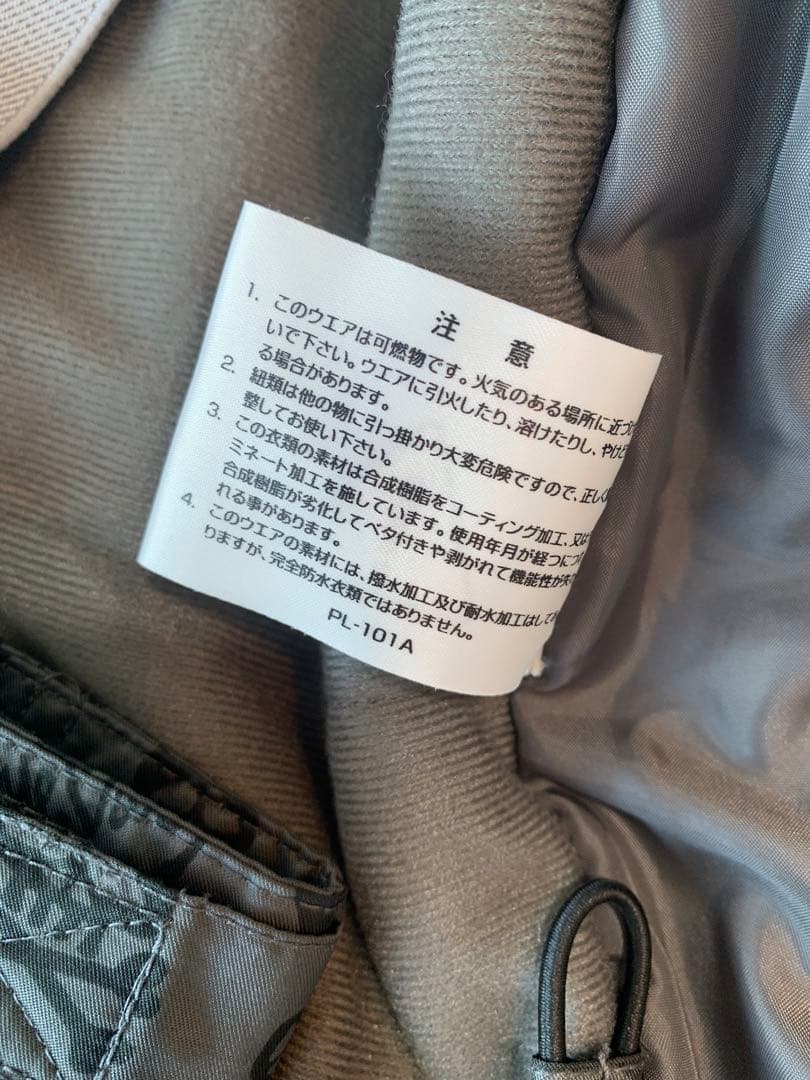 注 意
1. このウエアは可燃物です。火気のある場所に近づ
いで下さい。ウエアに引火したり、溶けたりし、やけど
る場合があります。
2. 紐類は他の物に引っ掛かり大変危険ですので、正しく
整してお使い下さい。
3. この衣類の素材は合成樹脂をコーティング加工、又は
ミネート加工を施しています。使用年月が経つにつ
合成樹脂が劣化してベタ付きや剥がれて機能性が失
れる事があります。
4. このウエアの素材には、撥水加工及び耐水加工はして
りますが、完全防水衣類ではありません。
PL-101A